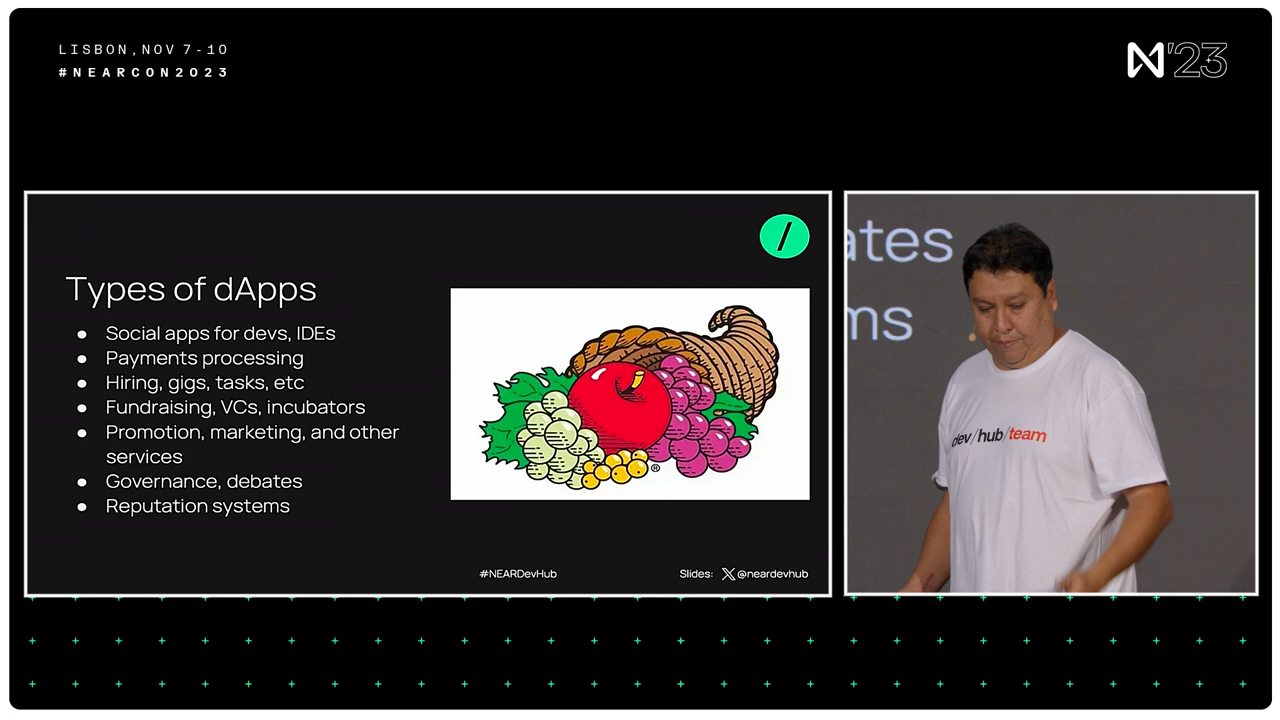 LISBON, NOV 7-10
#NEARCON2023
N'23
/
Types of dApps
● Social apps for devs, IDEs
● Payments processing
● Hiring, gigs, tasks, etc
● Fundraising, VCs, incubators
● Promotion, marketing, and other
services
● Governance, debates
● Reputation systems
®
#NEARDevHub
Slides: X @neardevhub
ates
ms
dev/hub/team